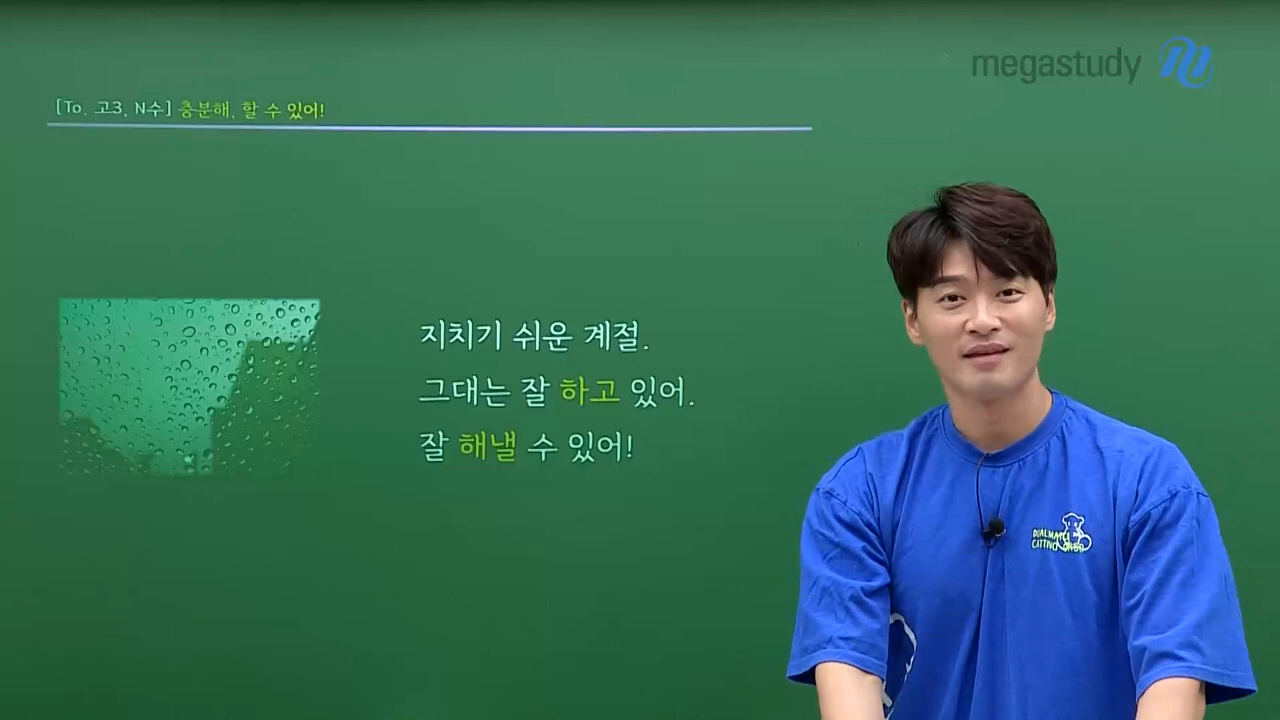 megastudy
[To. 고3, N수] 충분해, 할 수 있어!
지치기 쉬운 계절.
그대는 잘 하고 있어.
잘 해낼 수 있어!